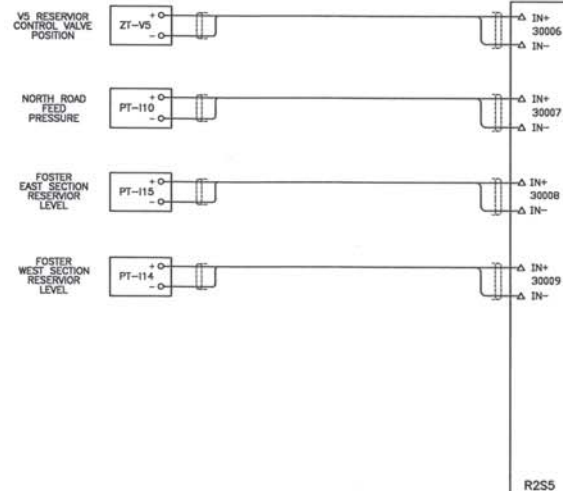 V5 RESERVIOR
CONTROL VALVE
POSITION
ZT-V5
+
-
IN+
30006
IN-
NORTH ROAD
FEED
PRESSURE
PT-I10
+
-
IN+
30007
IN-
FOSTER
EAST SECTION
RESERVIOR
LEVEL
PT-I15
+
-
IN+
30008
IN-
FOSTER
WEST SECTION
RESERVIOR
LEVEL
PT-I14
+
-
IN+
30009
IN-
R2S5